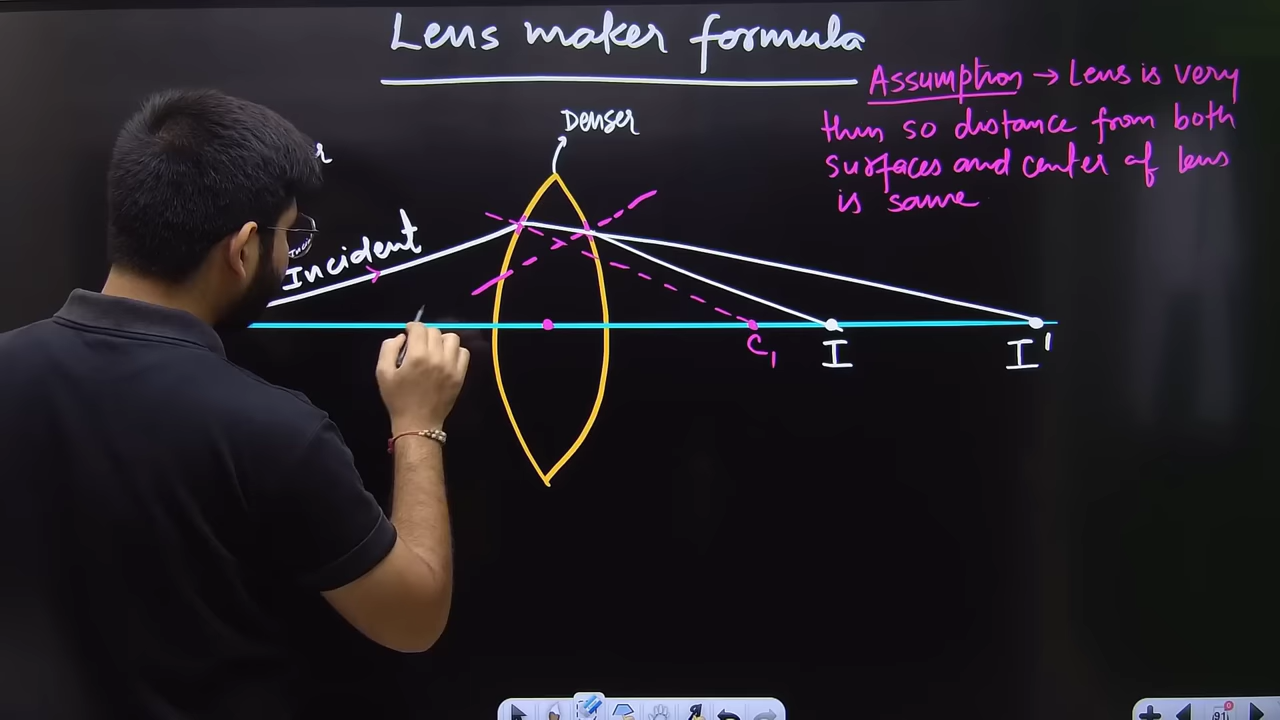 Lens maker formula
Assumption → Lens is very
thin so distance from both
surfaces and center of lens
is same
Denser
Incident
C₁
I
I'